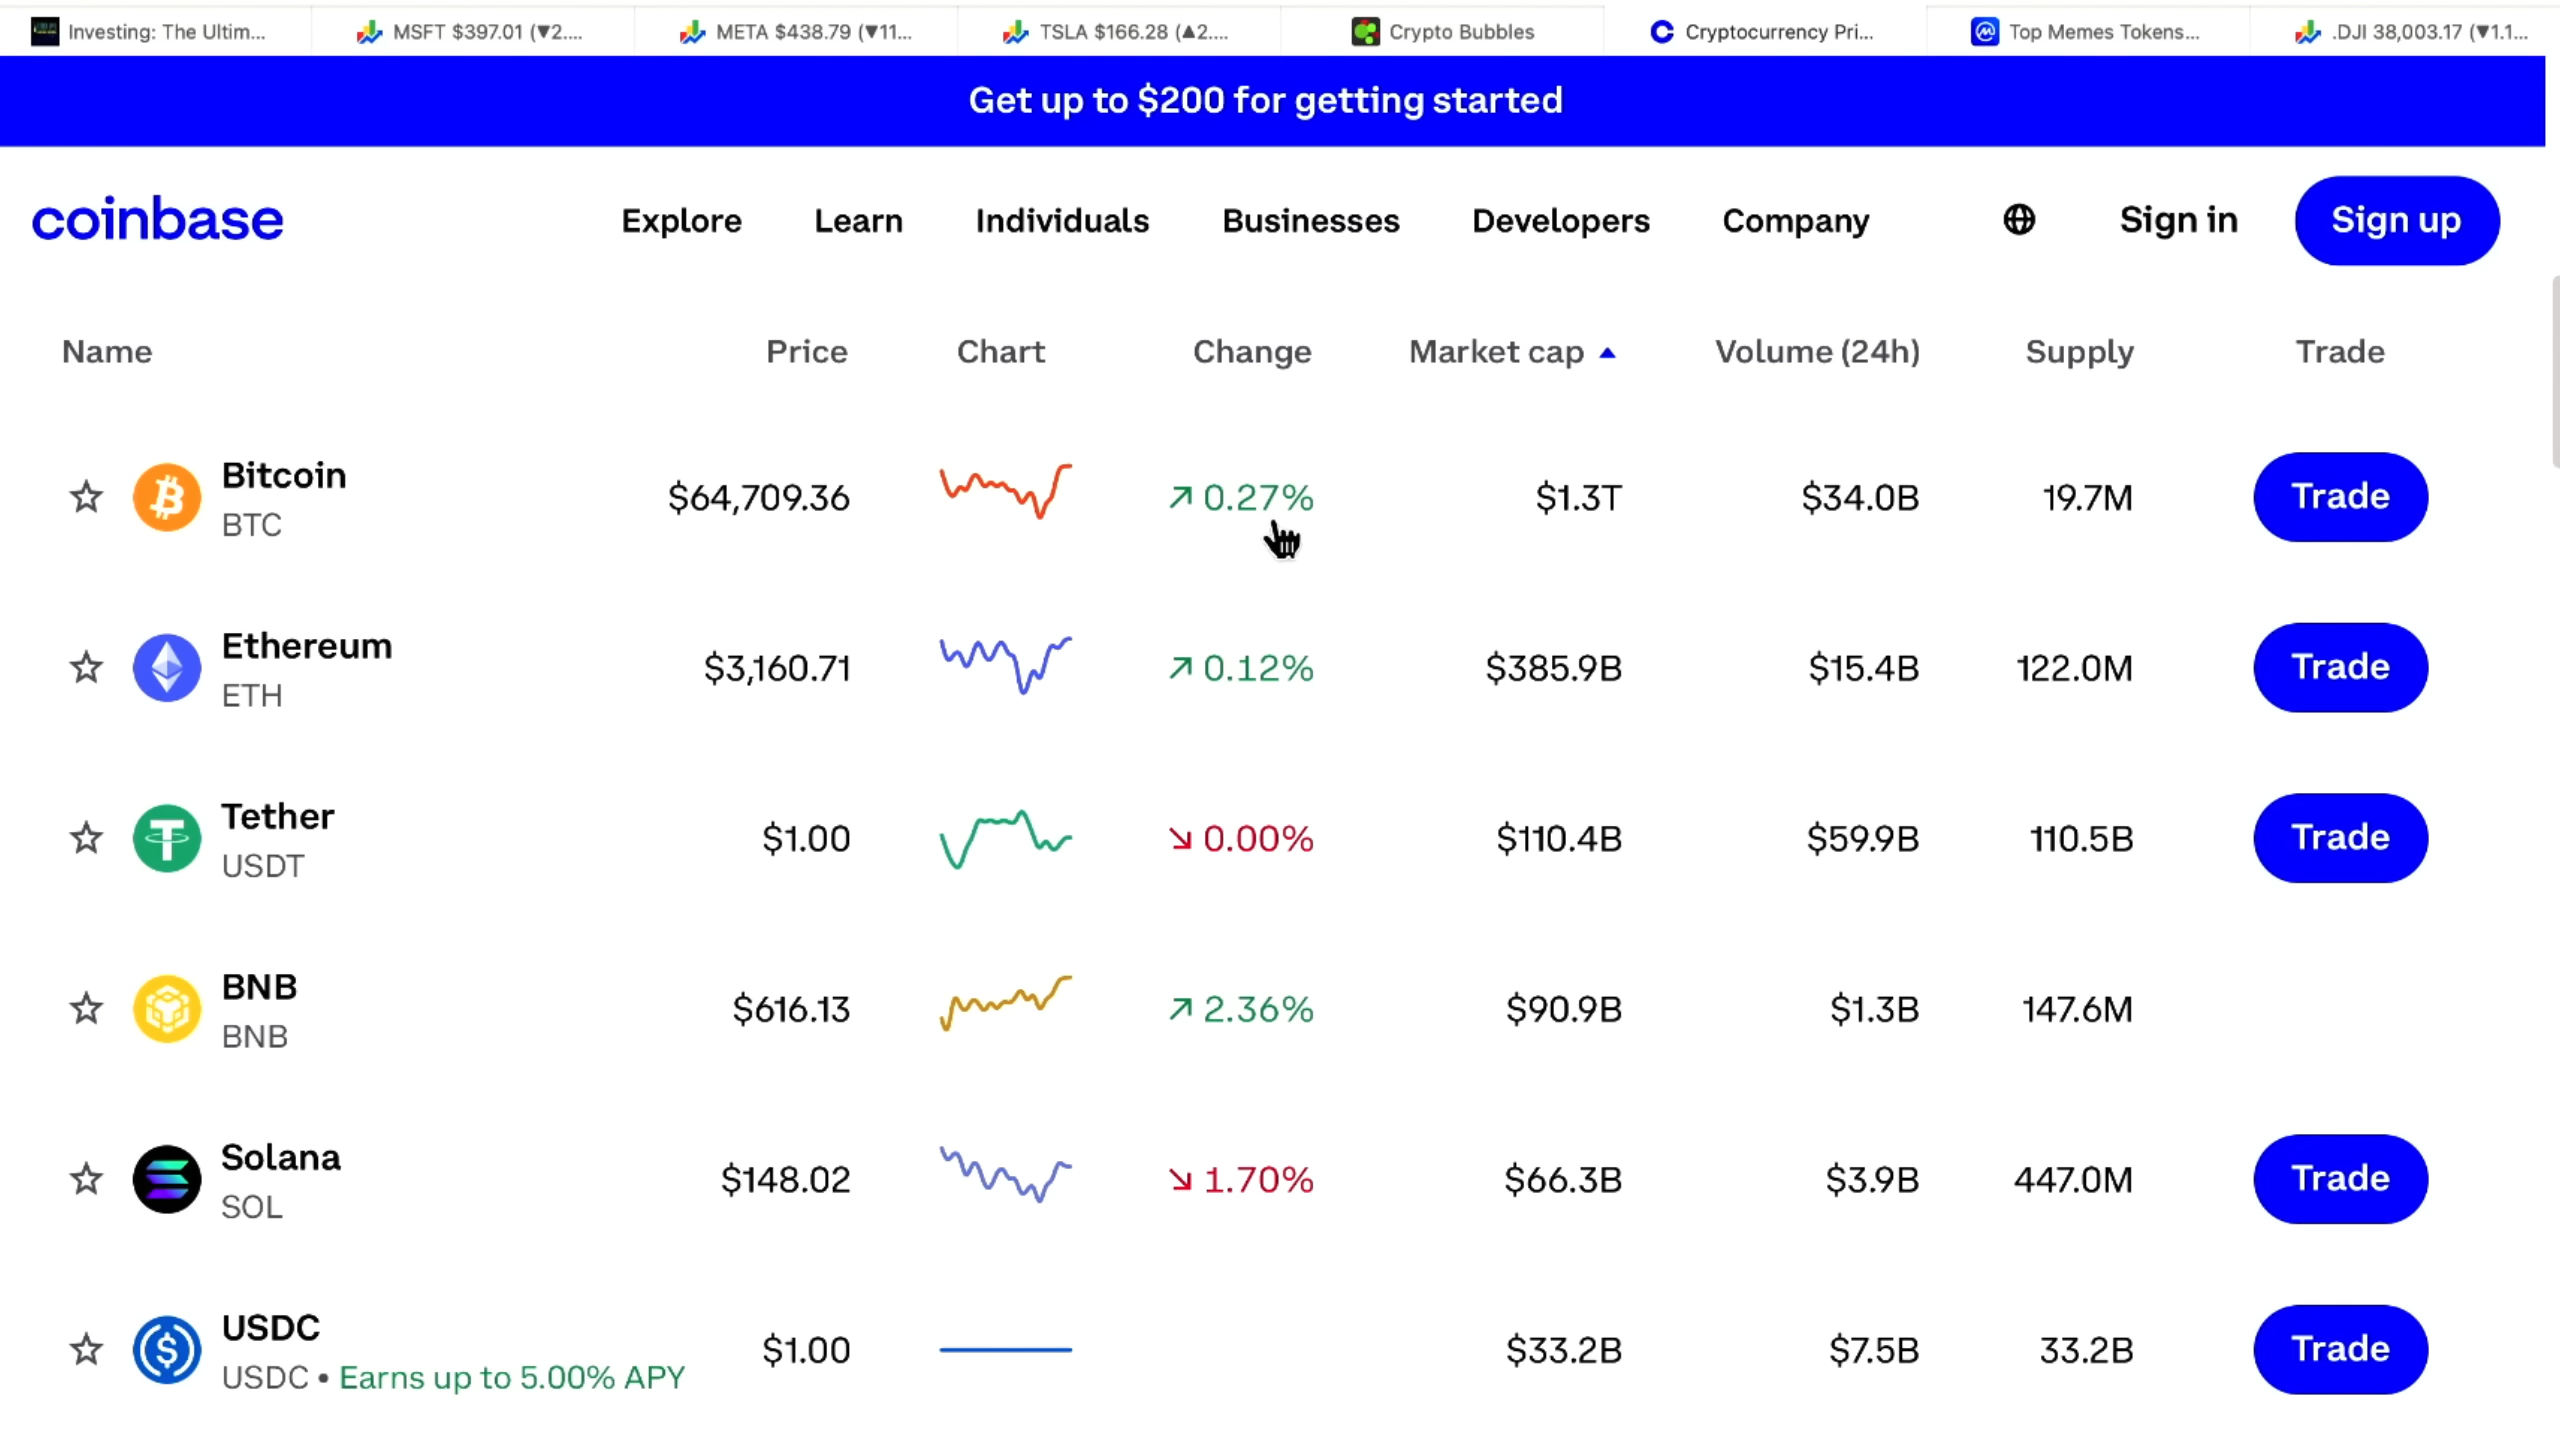 Investing: The Ultim...
MSFT $397.01 (▼2....
META $438.79 (▼11...
TSLA $166.28 (▲2....
Crypto Bubbles
Cryptocurrency Pri...
Top Memes Tokens...
.DJI 38,003.17 (▼1.1...
Get up to $200 for getting started
coinbase Explore Learn Individuals Businesses Developers Company Sign in Sign up
Name Price Chart Change Market cap ▲ Volume (24h) Supply Trade
Bitcoin
BTC
$64,709.36 ↗ 0.27% $1.3T $34.0B 19.7M Trade
Ethereum
ETH
$3,160.71 ↗ 0.12% $385.9B $15.4B 122.0M Trade
Tether
USDT
$1.00 ↘ 0.00% $110.4B $59.9B 110.5B Trade
BNB
BNB
$616.13 ↗ 2.36% $90.9B $1.3B 147.6M
Solana
SOL
$148.02 ↘ 1.70% $66.3B $3.9B 447.0M Trade
USDC
USDC • Earns up to 5.00% APY
$1.00 $33.2B $7.5B 33.2B Trade